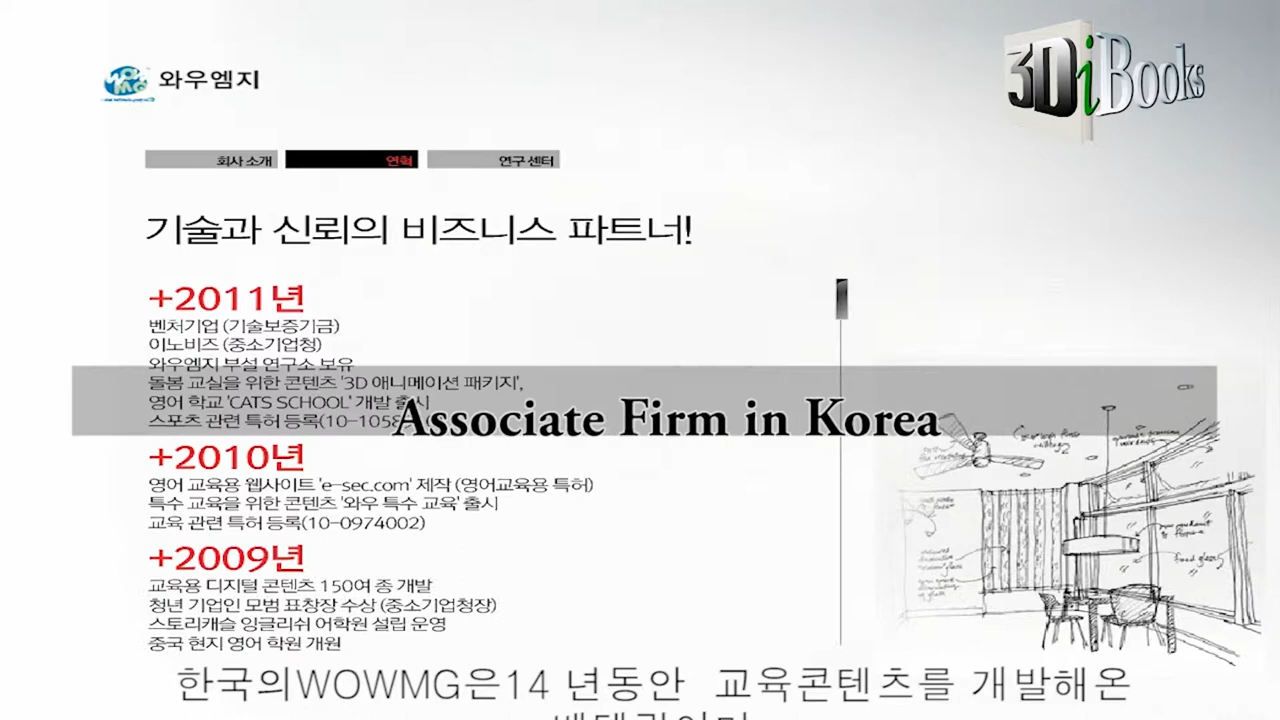 WOW MG
와우엠지
3DiBooks
회사 소개
연혁
연구 센터
기술과 신뢰의 비즈니스 파트너!
+2011년
벤처기업 (기술보증기금)
이노비즈 (중소기업청)
와우엠지 부설 연구소 보유
돌봄 교실을 위한 콘텐츠 '3D 애니메이션 패키지',
영어 학교 'CATS SCHOOL' 개발 출시
스포츠 관련 특허 등록(10-1058
Associate Firm in Korea
+2010년
영어 교육용 웹사이트 'e-sec.com' 제작 (영어교육용 특허)
특수 교육을 위한 콘텐츠 '와우 특수 교육' 출시
교육 관련 특허 등록(10-0974002)
+2009년
교육용 디지털 콘텐츠 150여 종 개발
청년 기업인 모범 표창장 수상 (중소기업청장)
스토리캐슬 잉글리쉬 어학원 설립 운영
중국 현지 영어 학원 개원
한국의WOWMG은14 년동안 교육콘텐츠를 개발해온